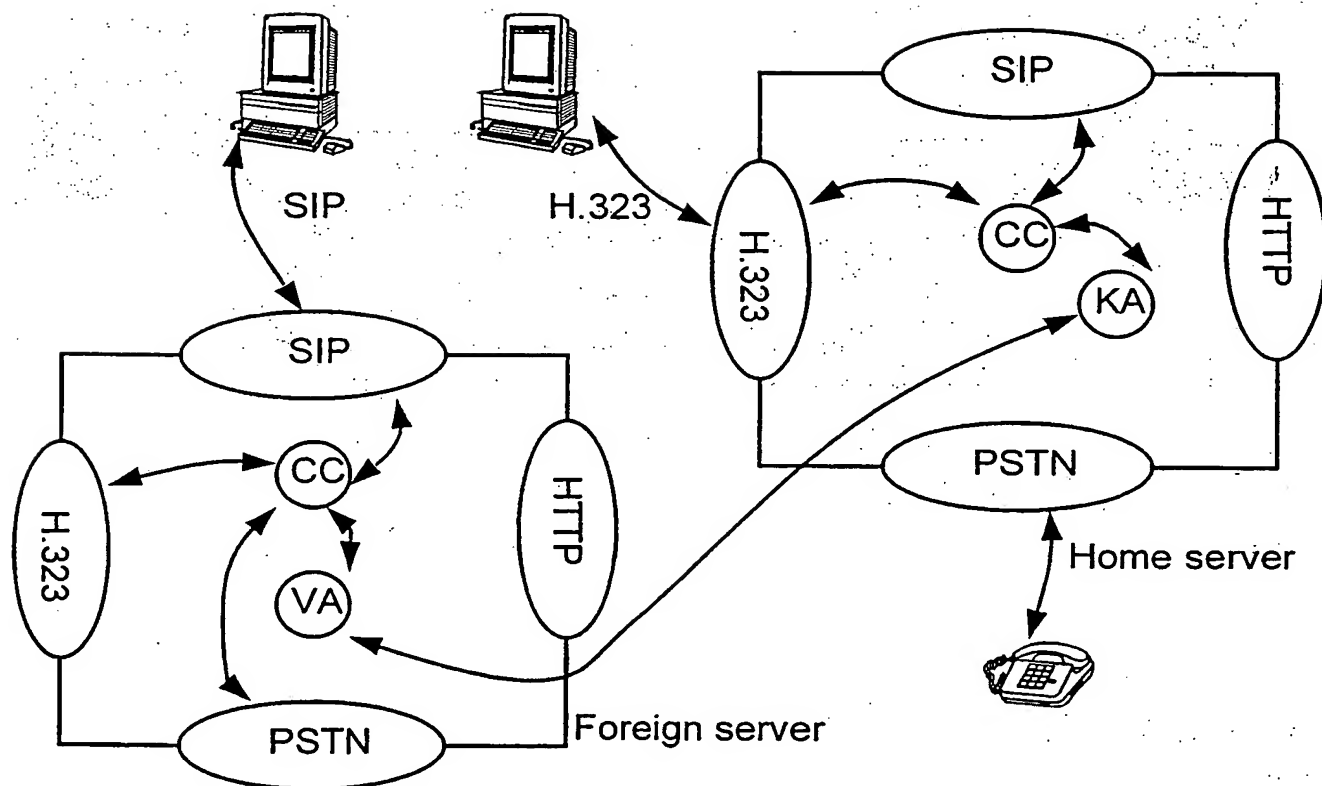 SIP
SIP
H.323
CC
H.323
HTTP
KA
SIP
PSTN
CC
H.323
HTTP
Home server
VA
Foreign server
PSTN